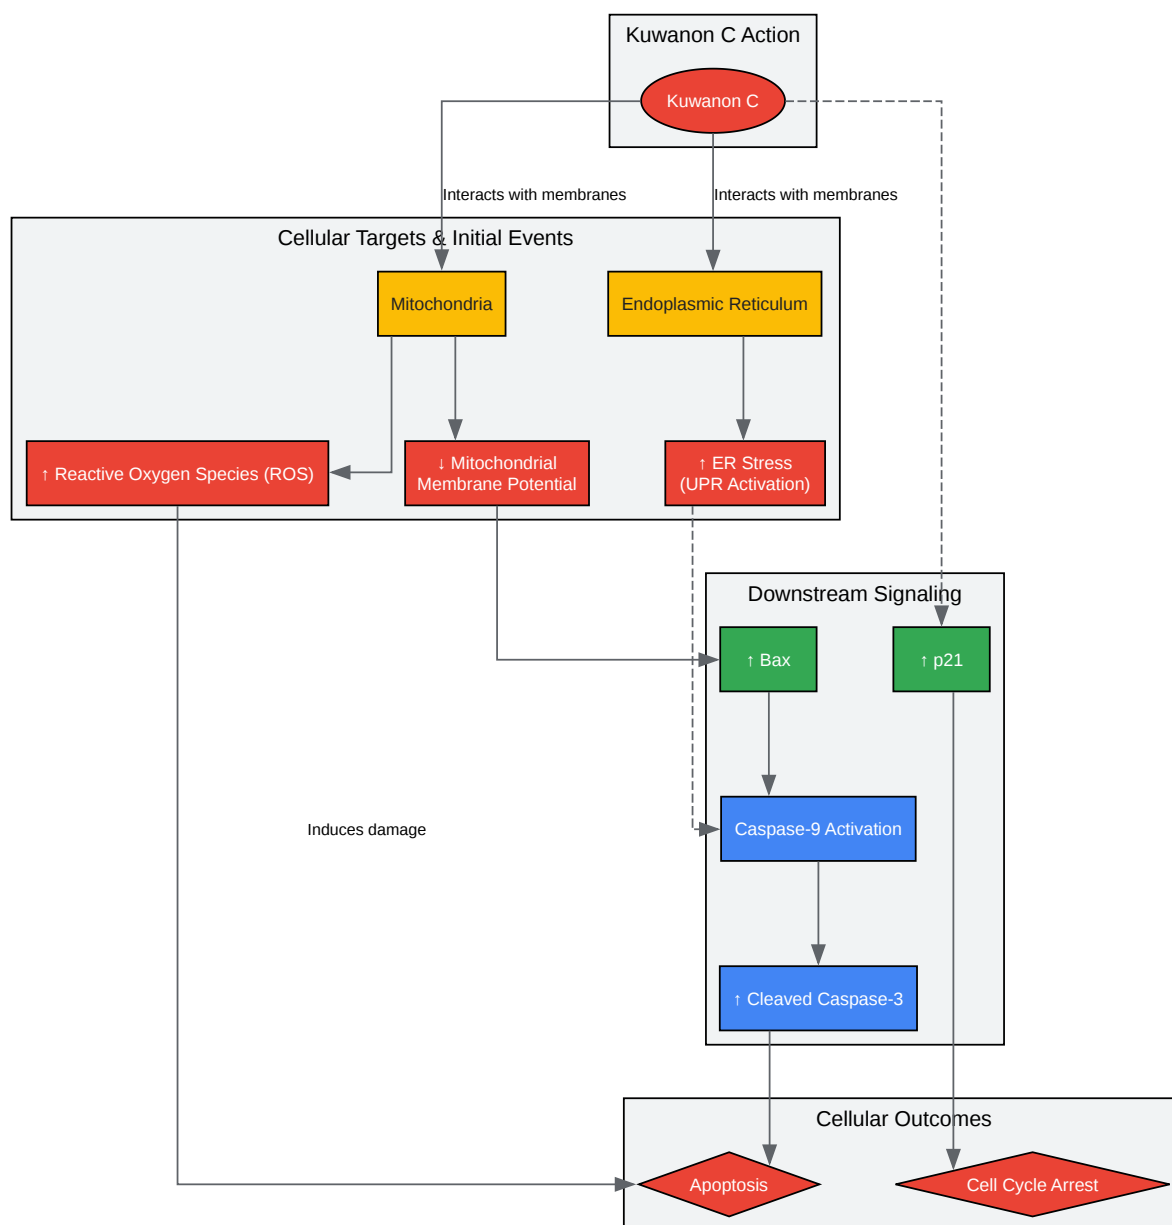 Kuwanon C Action
Kuwanon C
Interacts with membranes
Interacts with membranes
Cellular Targets & Initial Events
Mitochondria
Endoplasmic Reticulum
↑ Reactive Oxygen Species (ROS)
↓ Mitochondrial
Membrane Potential
↑ ER Stress
(UPR Activation)
Downstream Signaling
↑ Bax
↑ p21
Induces damage
Caspase-9 Activation
↑ Cleaved Caspase-3
Cellular Outcomes
Apoptosis
Cell Cycle Arrest